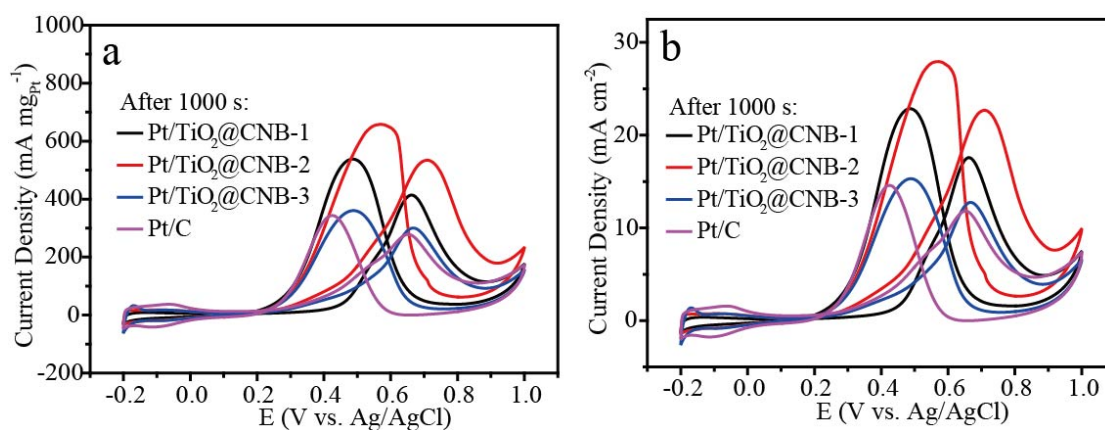 a
After 1000 s:
Pt/TiO₂@CNB-1
Pt/TiO₂@CNB-2
Pt/TiO₂@CNB-3
Pt/C
Current Density (mA mg_Pt⁻¹)
1000
800
600
400
200
0
-200
-0.2 0.0 0.2 0.4 0.6 0.8 1.0
E (V vs. Ag/AgCl)
b
After 1000 s:
Pt/TiO₂@CNB-1
Pt/TiO₂@CNB-2
Pt/TiO₂@CNB-3
Pt/C
Current Density (mA cm⁻²)
30
20
10
0
-0.2 0.0 0.2 0.4 0.6 0.8 1.0
E (V vs. Ag/AgCl)